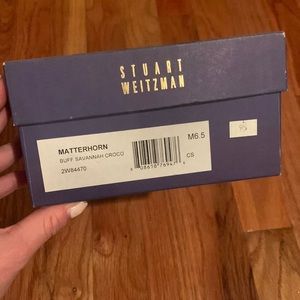 STUART
WEITZMAN
MATTERHORN
BUFF SAVANNAH CROCO
2W84470
M6.5
CS